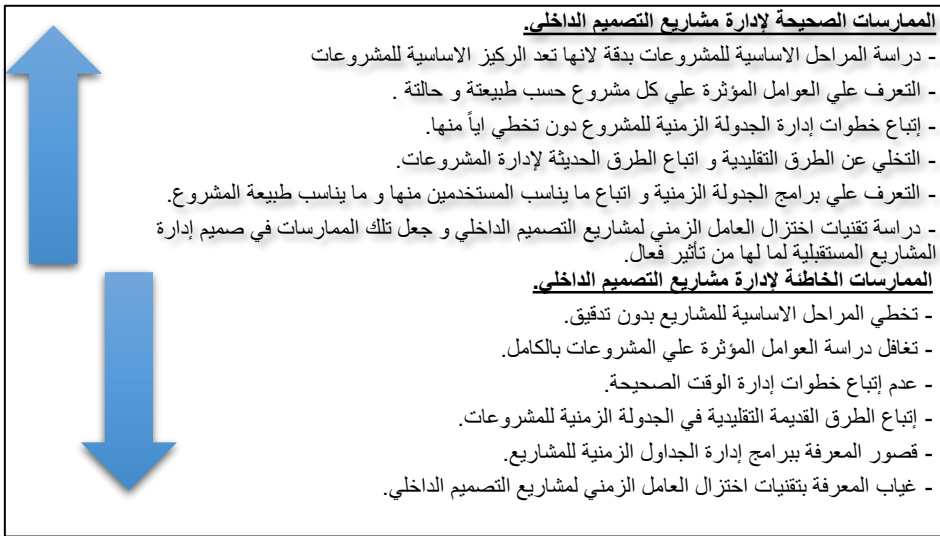 الممارسات الصحيحة لإدارة مشاريع التصميم الداخلي.
- دراسة المراحل الاساسية للمشروعات بدقة لانها تعد الركيز الاساسية للمشروعات
- التعرف علي العوامل المؤثرة علي كل مشروع حسب طبيعتة و حالتة .
- إتباع خطوات إدارة الجدولة الزمنية للمشروع دون تخطي اياً منها.
- التخلي عن الطرق التقليدية و اتباع الطرق الحديثة لإدارة المشروعات.
- التعرف علي برامج الجدولة الزمنية و اتباع ما يناسب المستخدمين منها و ما يناسب طبيعة المشروع.
- دراسة تقنيات اختزال العامل الزمني لمشاريع التصميم الداخلي و جعل تلك الممارسات في صميم إدارة
المشاريع المستقبلية لما لها من تأثير فعال.
الممارسات الخاطئة لإدارة مشاريع التصميم الداخلي.
- تخطي المراحل الاساسية للمشاريع بدون تدقيق.
- تغافل دراسة العوامل المؤثرة علي المشروعات بالكامل.
- عدم إتباع خطوات إدارة الوقت الصحيحة.
- إتباع الطرق القديمة التقليدية في الجدولة الزمنية للمشروعات.
- قصور المعرفة ببرامج إدارة الجداول الزمنية للمشاريع.
- غياب المعرفة بتقنيات اختزال العامل الزمني لمشاريع التصميم الداخلي.